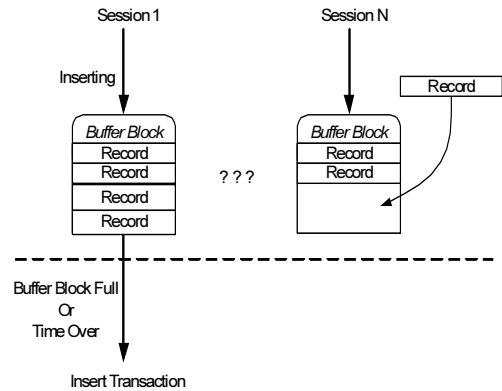 Session 1
Session N
Inserting
Record
Buffer Block
Buffer Block
Record
Record
Record
Record
Record
Record
? ? ?
Buffer Block Full
Or
Time Over
Insert Transaction